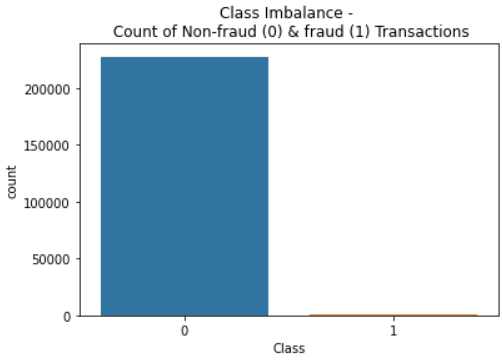 Class Imbalance -
Count of Non-fraud (0) & fraud (1) Transactions
200000
150000
100000
50000
0
count
0 1
Class